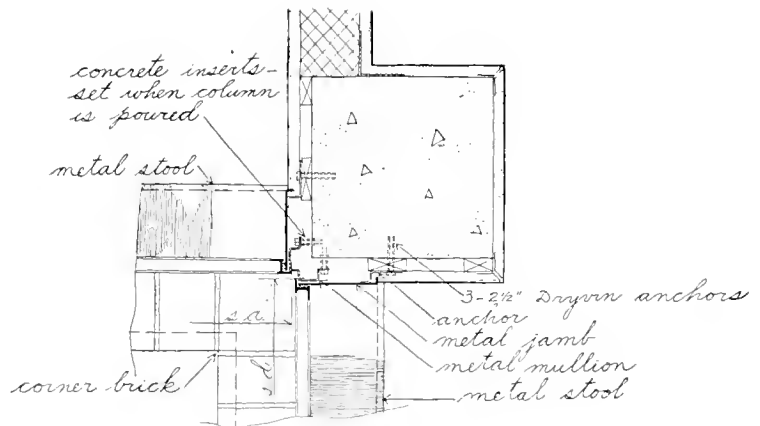 concrete inserts-
set when column
is poured
metal stool
3-2½" Dryvin anchors
anchor
metal jamb
metal mullion
metal stool
s.a.
s.d.
corner brick